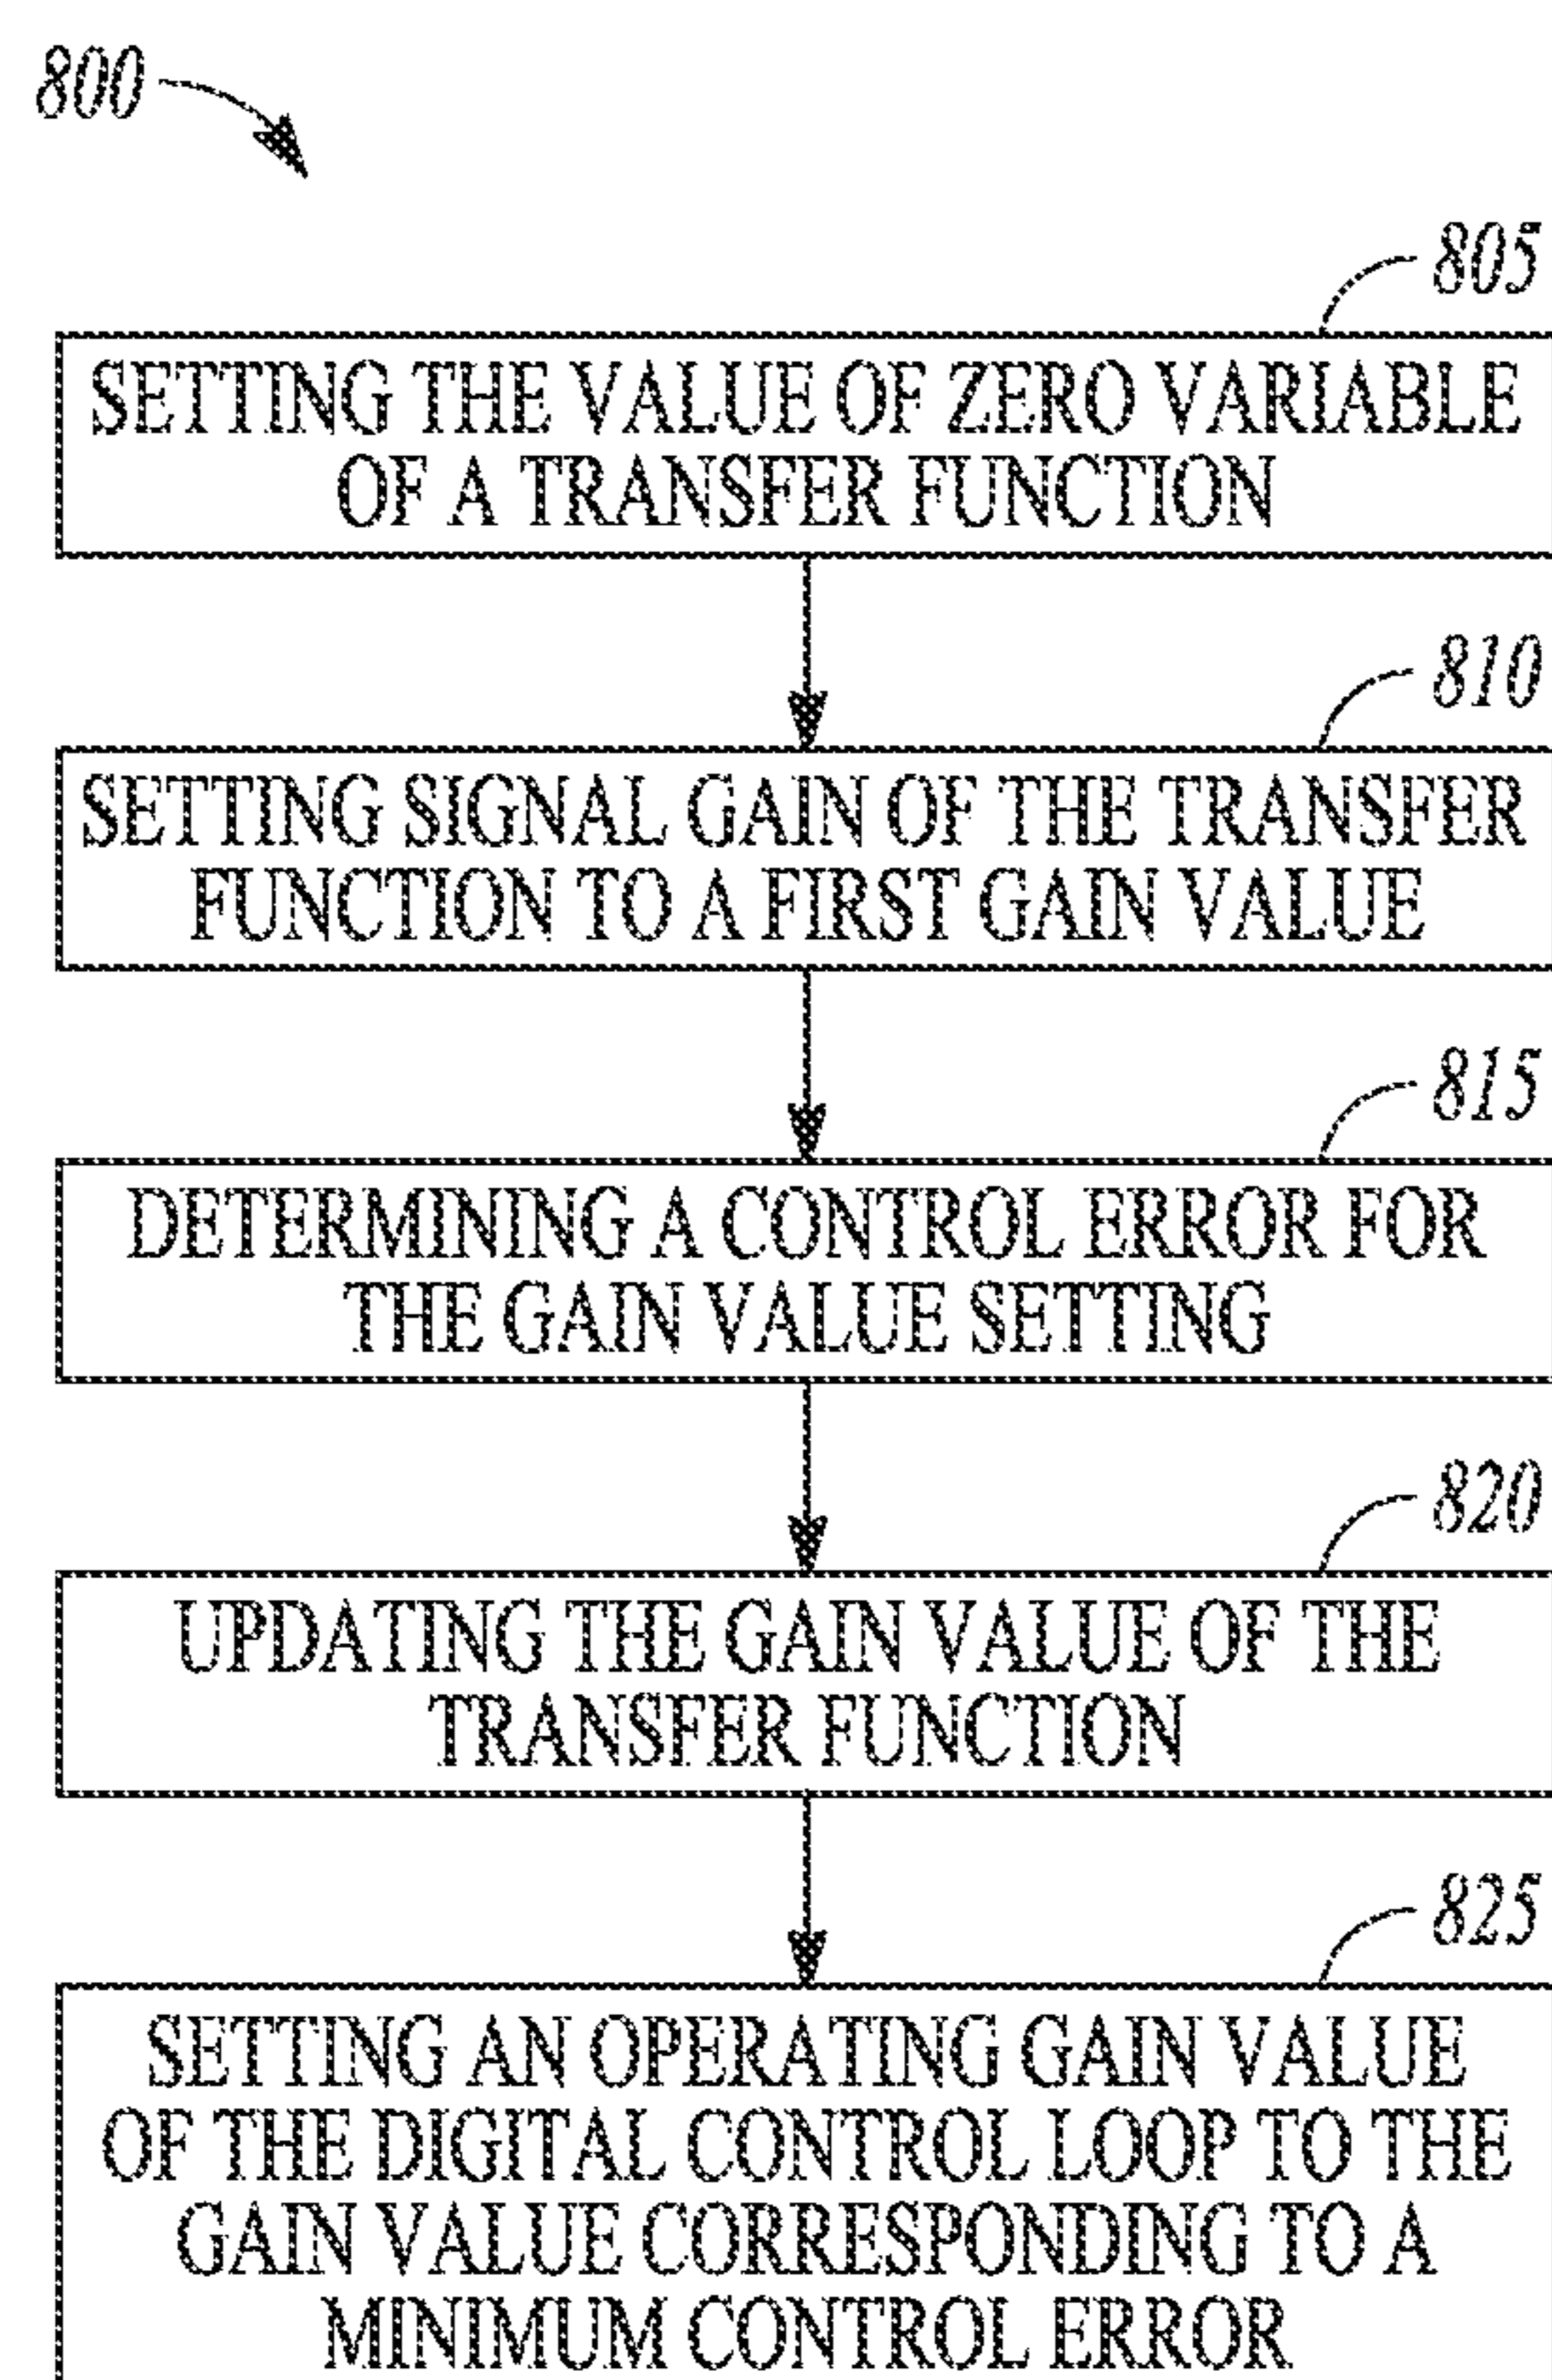 800
805
SETTING THE VALUE OF ZERO VARIABLE
OF A TRANSFER FUNCTION
810
SETTING SIGNAL GAIN OF THE TRANSFER
FUNCTION TO A FIRST GAIN VALUE
815
DETERMINING A CONTROL ERROR FOR
THE GAIN VALUE SETTING
820
UPDATING THE GAIN VALUE OF THE
TRANSFER FUNCTION
825
SETTING AN OPERATING GAIN VALUE
OF THE DIGITAL CONTROL LOOP TO THE
GAIN VALUE CORRESPONDING TO A
MINIMUM CONTROL ERROR